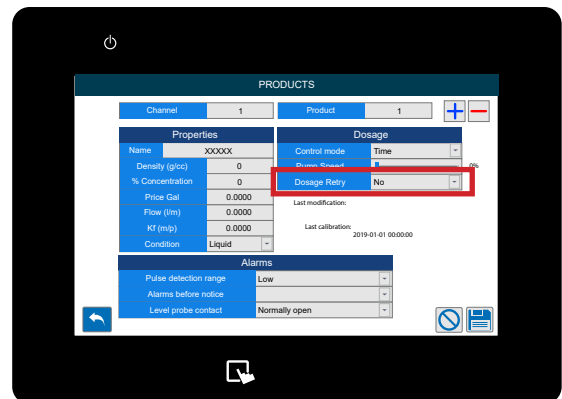 PRODUCTS
Channel 1 Product 1
Properties Dosage
Name XXXXX Control mode Time
Density (g/cc) 0 Pump Speed 0%
% Concentration 0 Dosage Retry No
Price Gal 0.0000 Last modification:
Flow (l/m) 0.0000
Kf (m/p) 0.0000 Last calibration:
2019-01-01 00:00:00
Condition Liquid
Alarms
Pulse detection range Low
Alarms before notice
Level probe contact Normally open